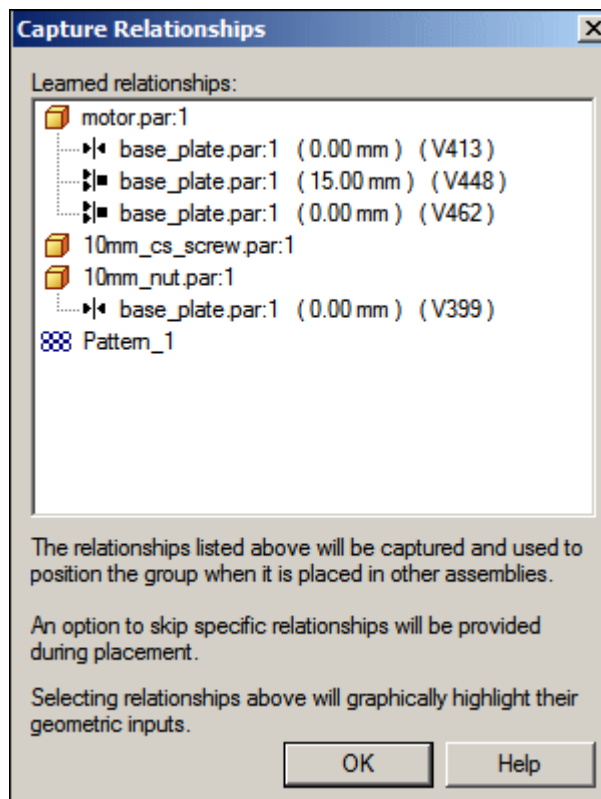 Capture Relationships
Learned relationships:
motor.par:1
base_plate.par:1 ( 0.00 mm ) ( V413 )
base_plate.par:1 ( 15.00 mm ) ( V448 )
base_plate.par:1 ( 0.00 mm ) ( V462 )
10mm_cs_screw.par:1
10mm_nut.par:1
base_plate.par:1 ( 0.00 mm ) ( V399 )
Pattern_1
The relationships listed above will be captured and used to
position the group when it is placed in other assemblies.
An option to skip specific relationships will be provided
during placement.
Selecting relationships above will graphically highlight their
geometric inputs.
OK
Help